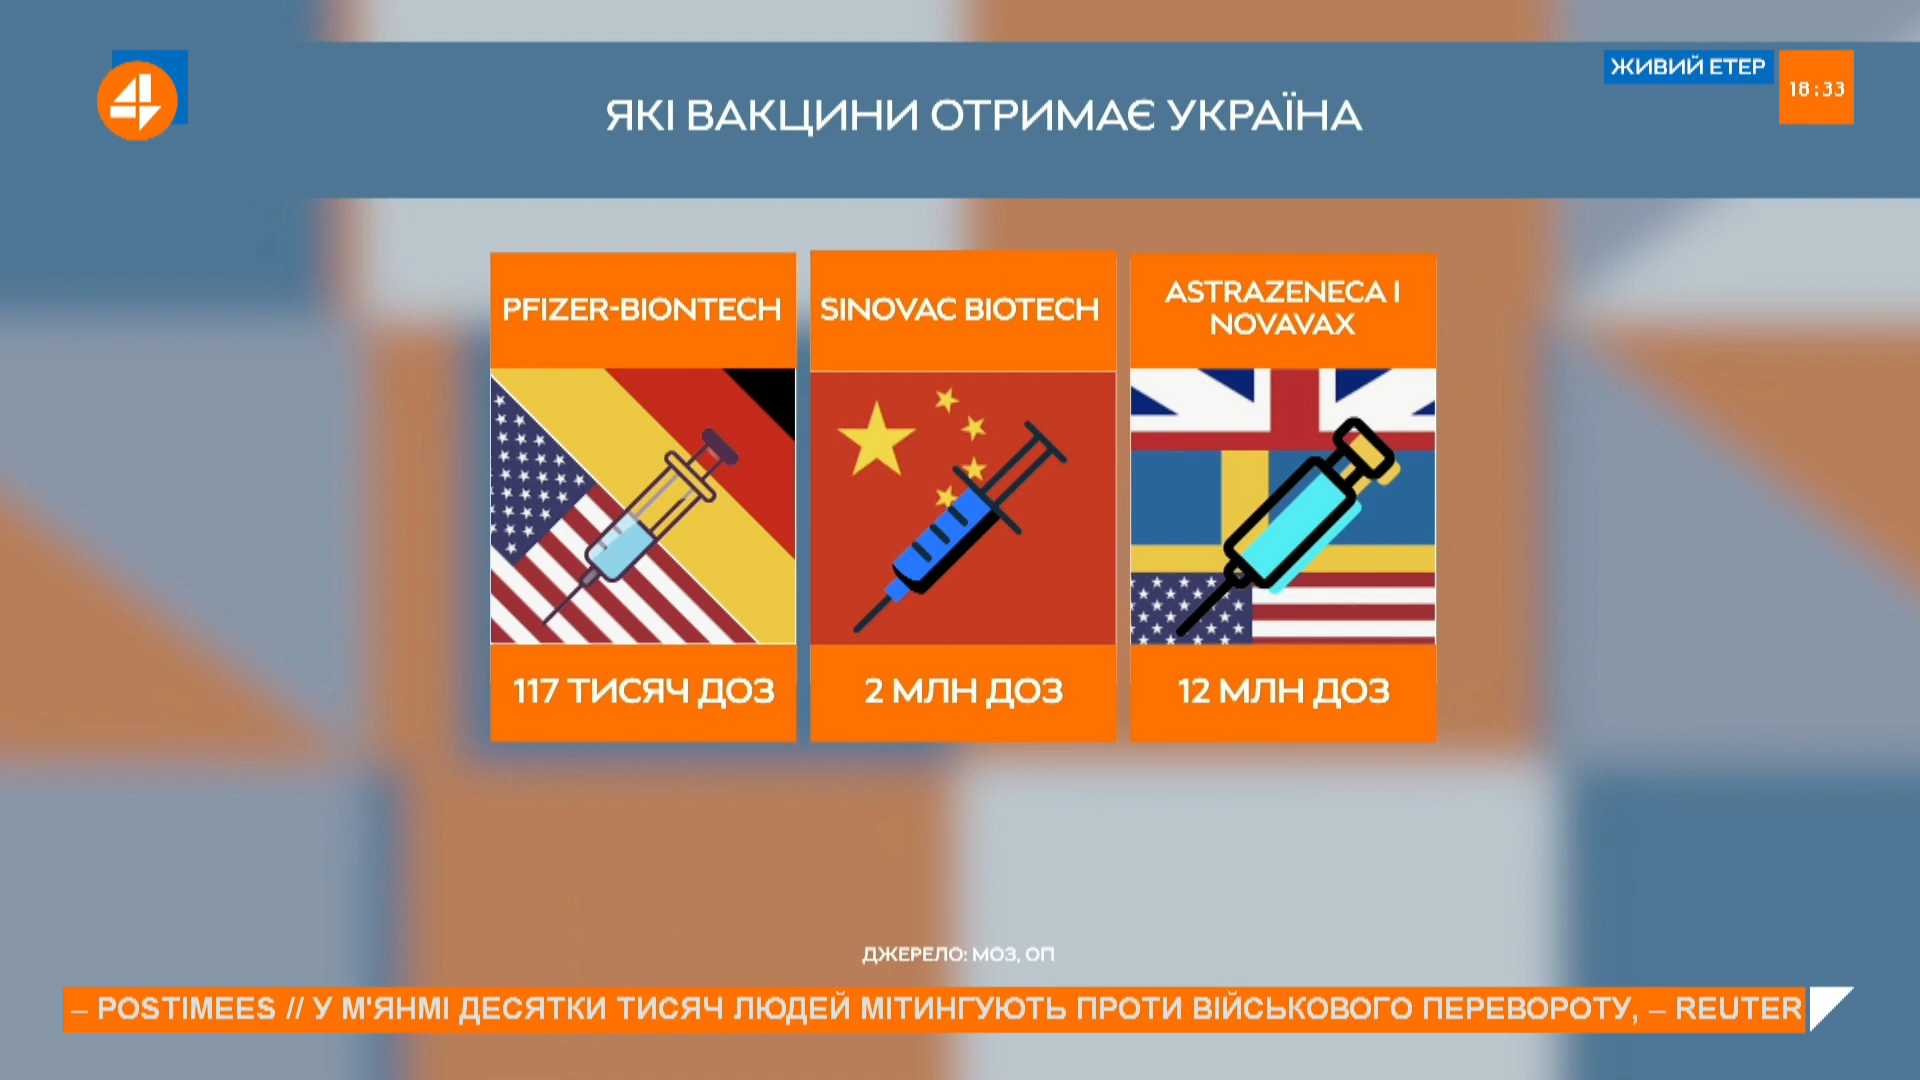 4
ЖИВИЙ ЕТЕР
18:33
ЯКІ ВАКЦИНИ ОТРИМАЄ УКРАЇНА
PFIZER-BIONTECH
117 ТИСЯЧ ДОЗ
SINOVAC BIOTECH
2 МЛН ДОЗ
ASTRAZENECA І
NOVAVAX
12 МЛН ДОЗ
ДЖЕРЕЛО: МОЗ, ОП
– POSTIMEES // У М'ЯНМІ ДЕСЯТКИ ТИСЯЧ ЛЮДЕЙ МІТИНГУЮТЬ ПРОТИ ВІЙСЬКОВОГО ПЕРЕВОРОТУ, – REUTER